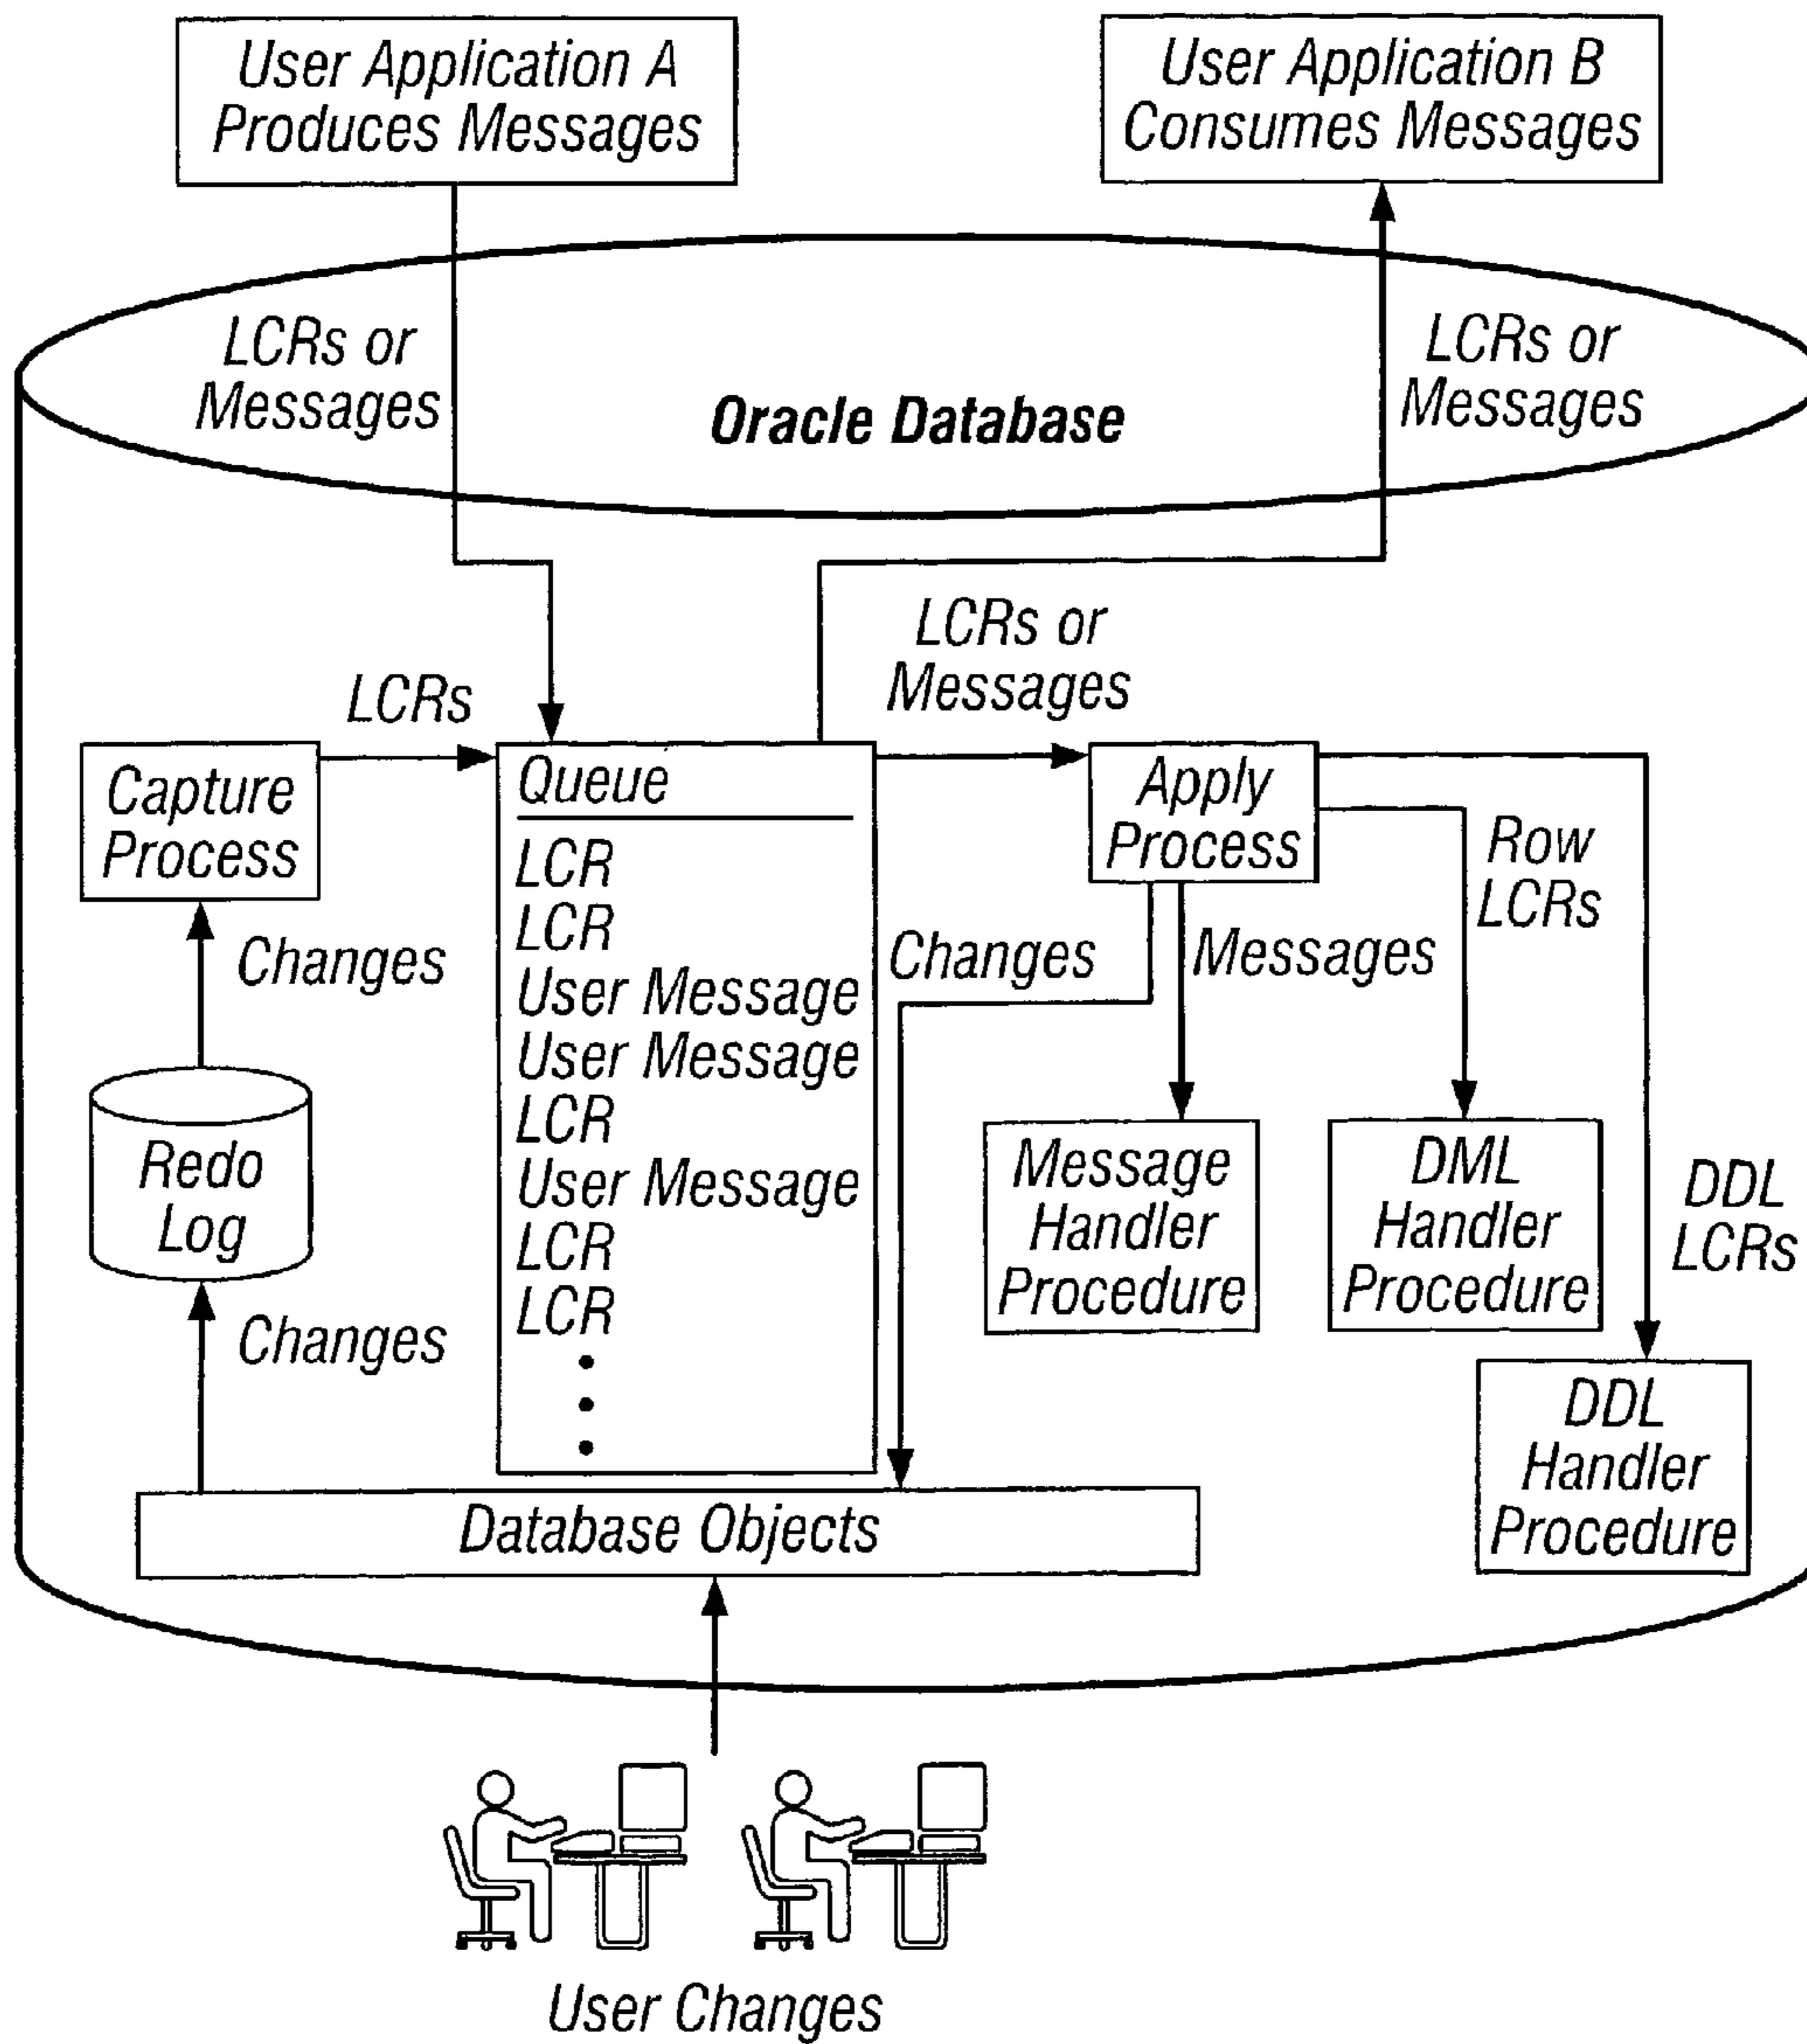 User Application A
Produces Messages
User Application B
Consumes Messages
LCRs or
Messages
Oracle Database
LCRs or
Messages
LCRs or
Messages
LCRs
Capture
Process
Queue
LCR
LCR
User Message
User Message
LCR
User Message
LCR
LCR
Apply
Process
Row
LCRs
Changes
Changes
Messages
Redo
Log
Message
Handler
Procedure
DML
Handler
Procedure
DDL
LCRs
Changes
DDL
Handler
Procedure
Database Objects
User Changes